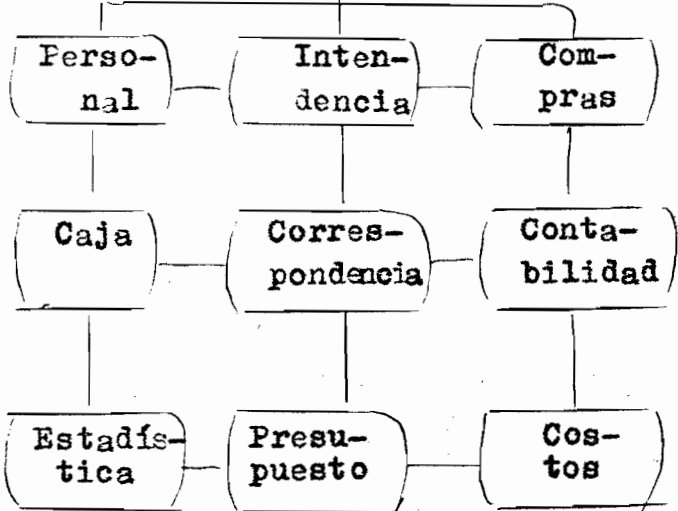 Perso-
nal
Inten-
dencia
Com-
pras
Caja
Corres-
pondencia
Conta-
bilidad
Estadís-
tica
Presu-
puesto
Cos-
tos